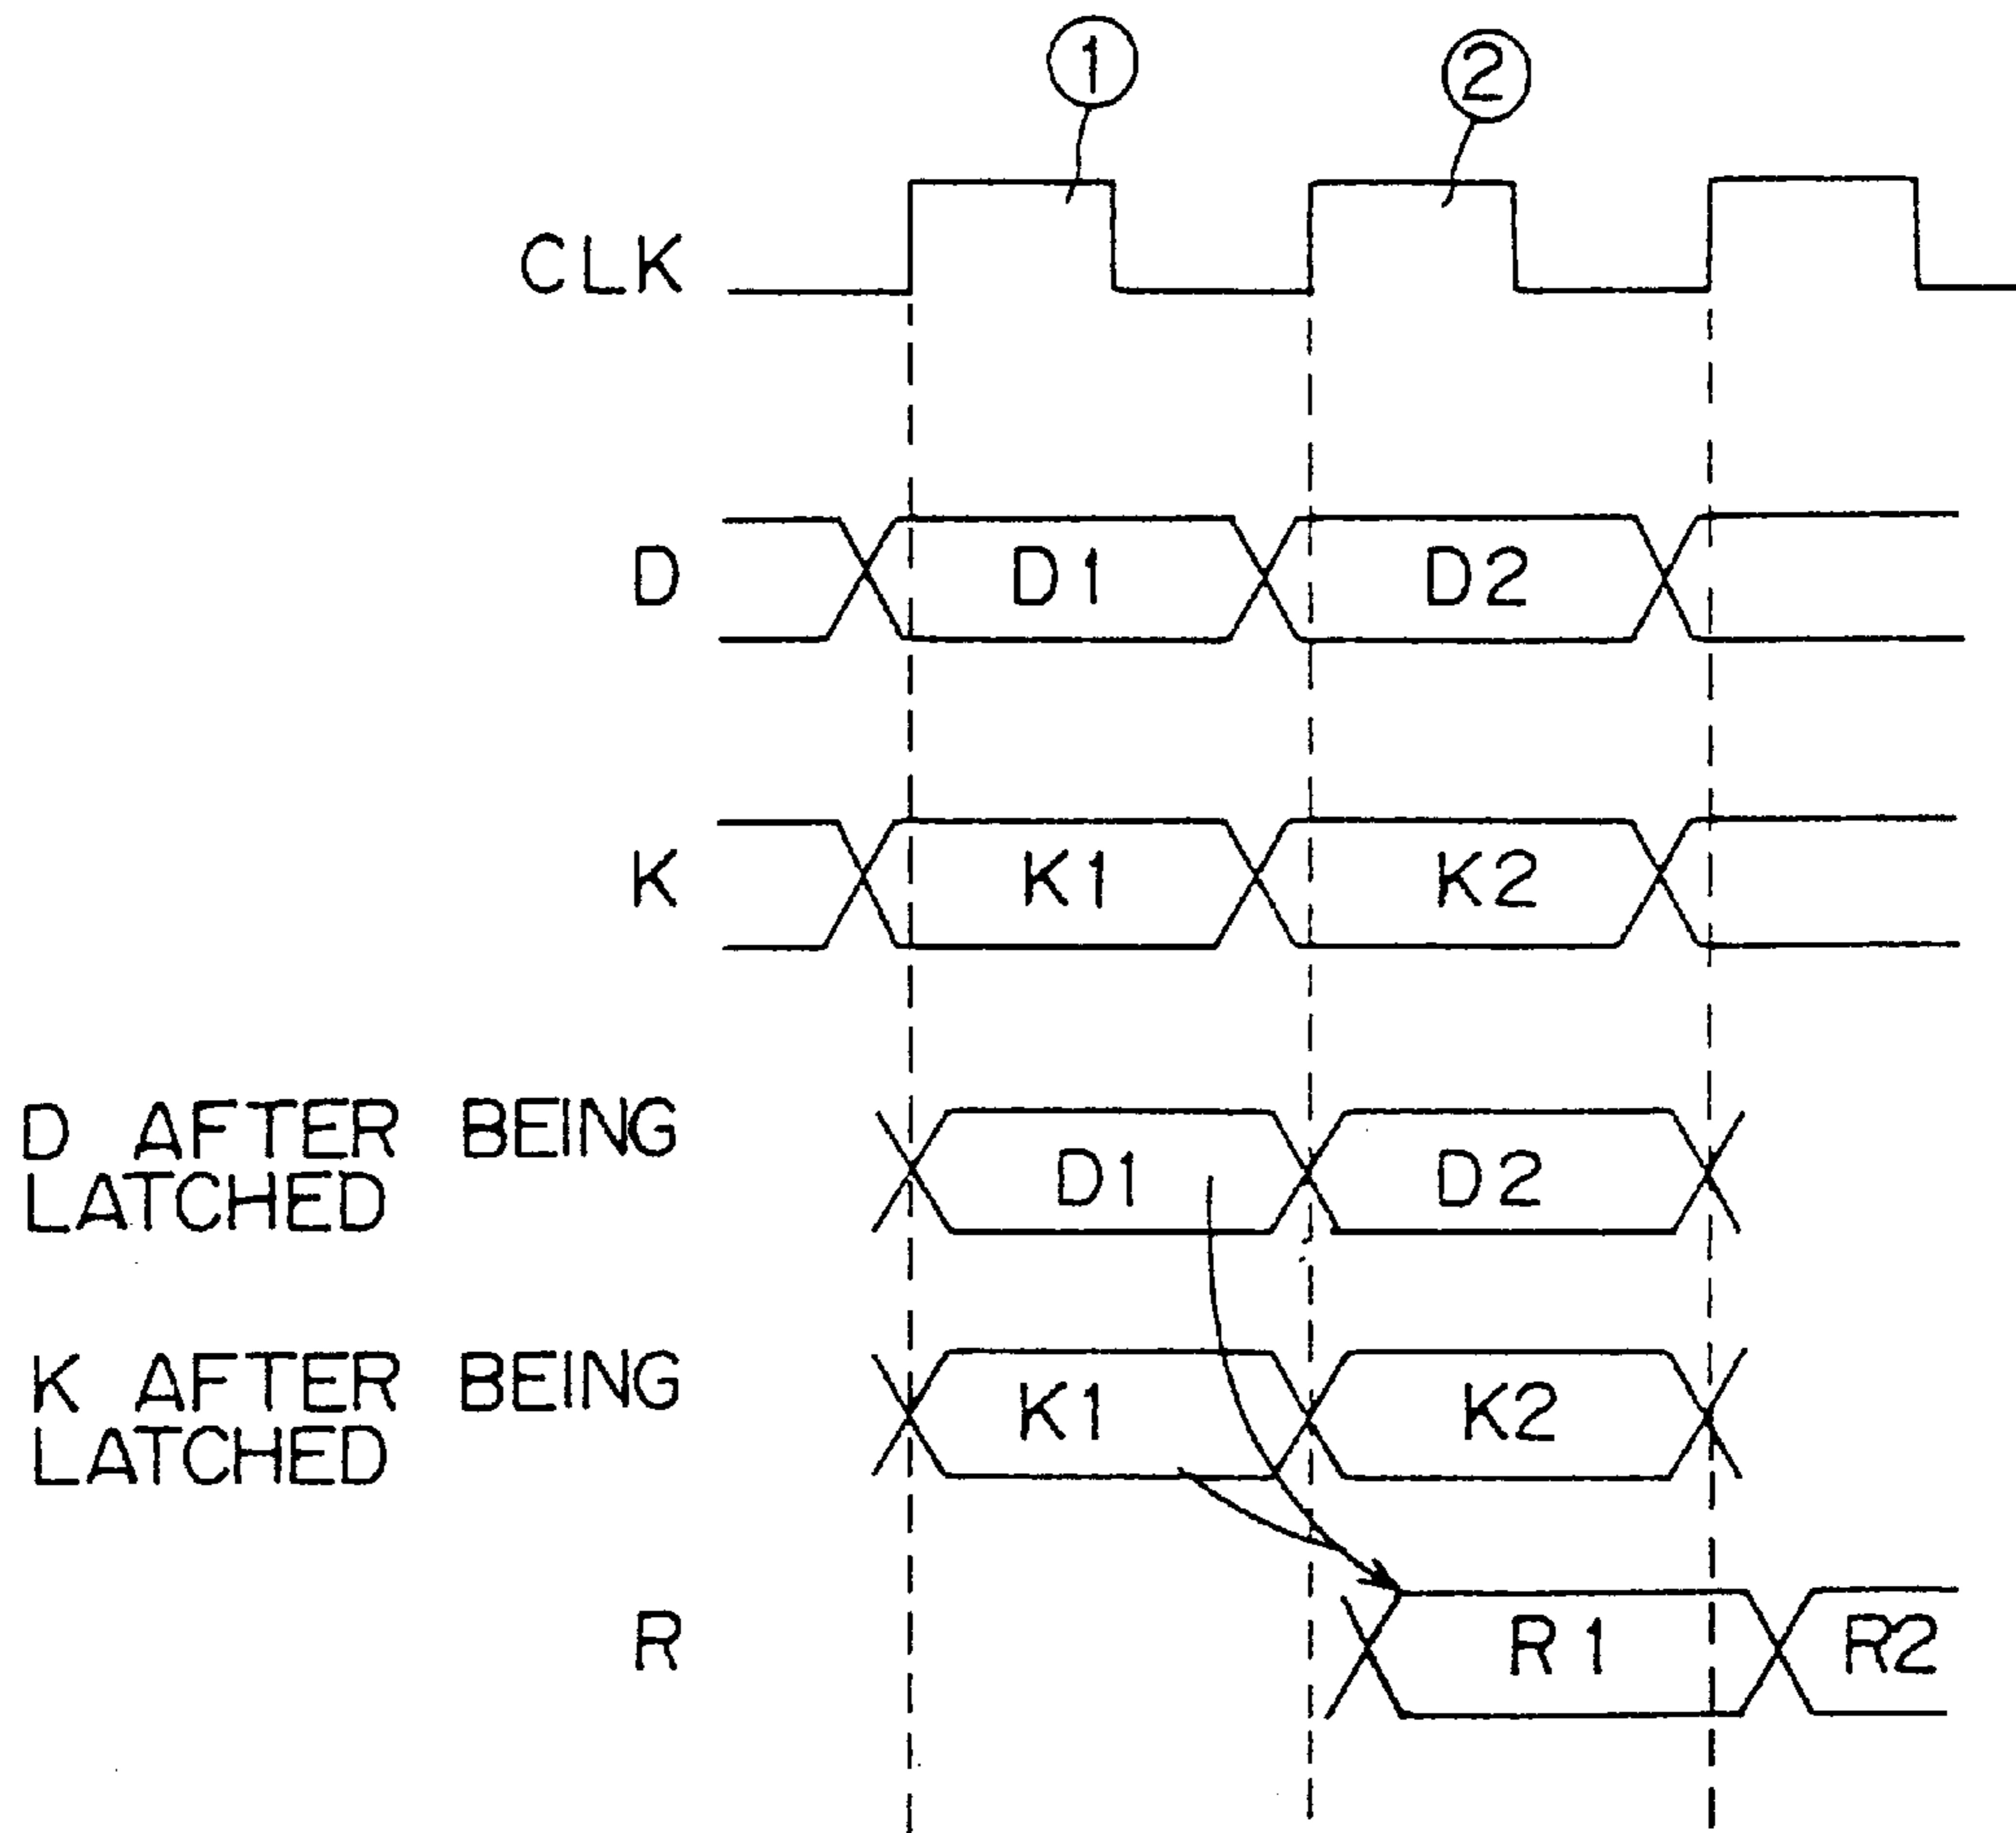 ①
②
CLK
D
D1
D2
K
K1
K2
D AFTER BEING
LATCHED
D1
D2
K AFTER BEING
LATCHED
K1
K2
R
R1
R2